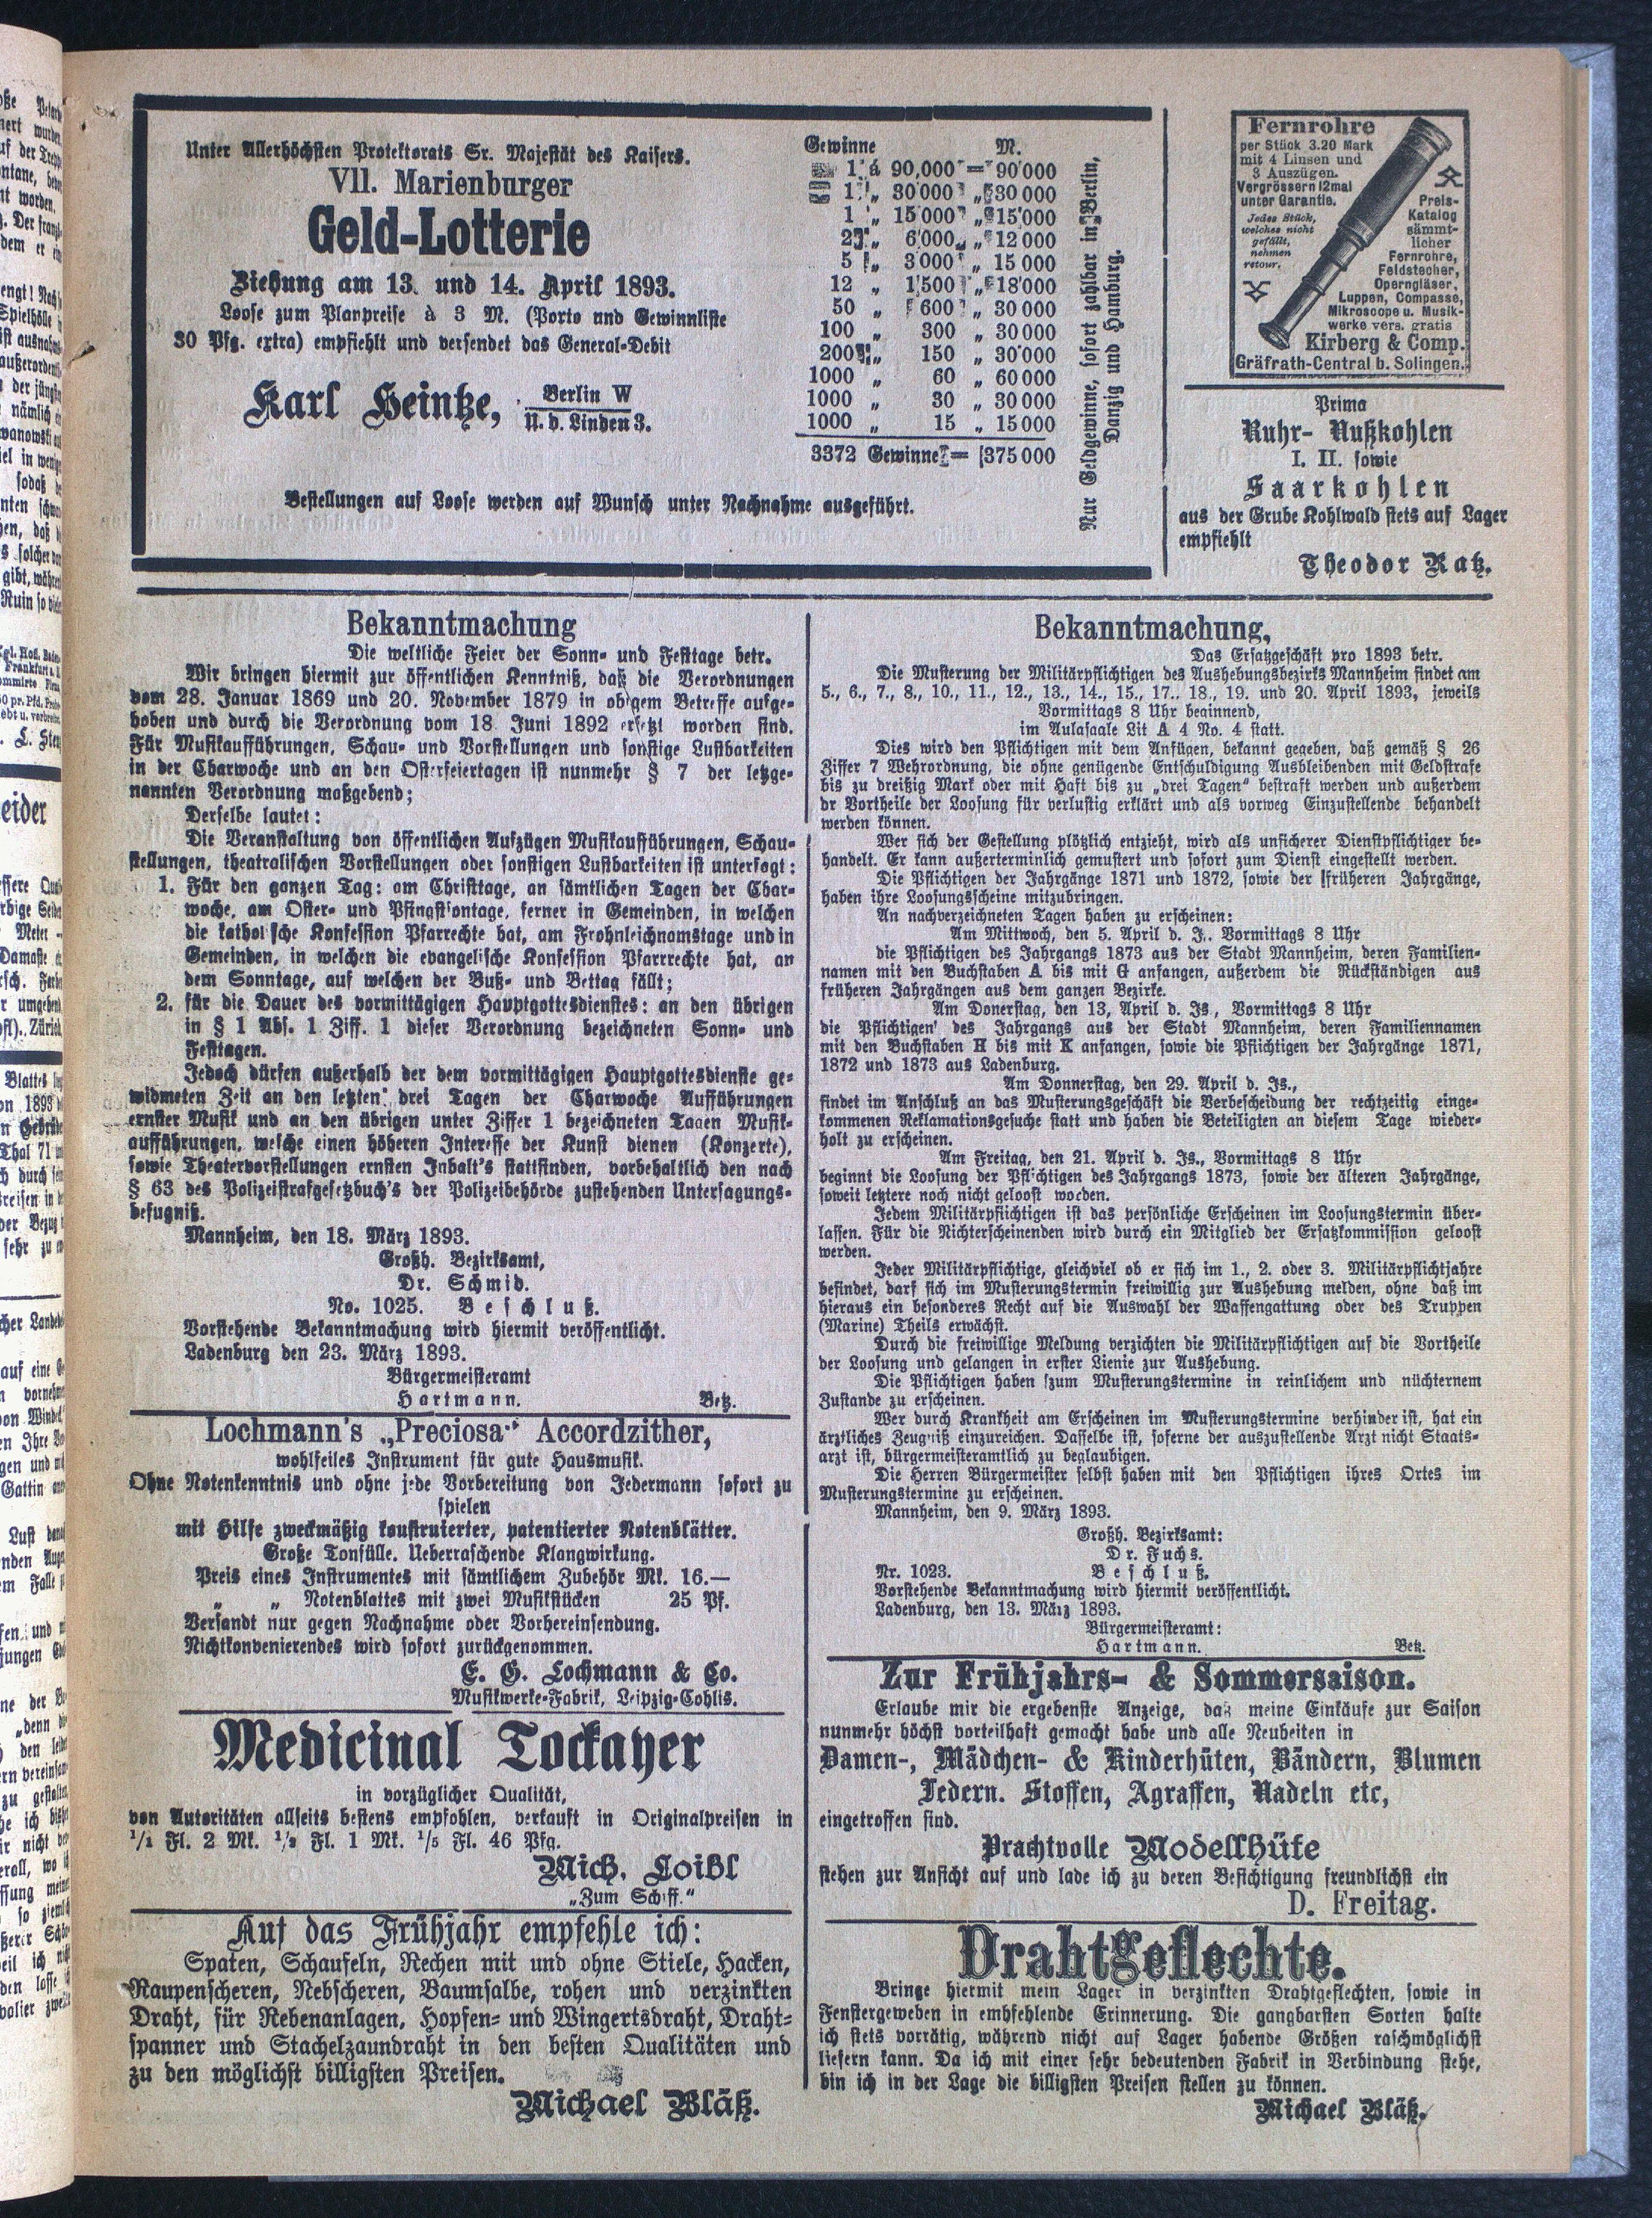 Unter Allerhöchsten Protektorats Sr. Majestät des Kaisers.
VII. Marienburger
Geld-Lotterie
Ziehung am 13. und 14. April 1893.
Loose zum Planpreise à 3 M. (Porto und Gewinnliste
30 Pfg. extra) empfiehlt und versendet das General-Debit
Karl Heintze, Berlin W
U. d. Linden 3.
Gewinne M.
1 á 90,000 = 90'000
1 „ 30'000 „ 30 000
1 „ 15'000 „ 15'000
2 „ 6'000 „ 12 000
5 „ 3'000 „ 15 000
12 „ 1'500 „ 18'000
50 „ 600 „ 30 000
100 „ 300 „ 30 000
200 „ 150 „ 30'000
1000 „ 60 „ 60 000
1000 „ 30 „ 30 000
1000 „ 15 „ 15 000
3372 Gewinne = 375 000
Nur Geldgewinne, sofort zahlbar in Berlin,
Danzig und Hamburg.
Bestellungen auf Loose werden auf Wunsch unter Nachnahme ausgeführt.
Fernrohre
per Stück 3.20 Mark
mit 4 Linsen und
3 Auszügen.
Vergrössern 12mal
unter Garantie.
Jedes Stück,
welches nicht
gefällt,
nehmen
retour.
Preis-
Katalog
sämmt-
licher
Fernrohre,
Feldstecher,
Operngläser,
Luppen, Compasse,
Mikroscope u. Musik-
werke vers. gratis
Kirberg & Comp.
Gräfrath-Central b. Solingen.
Prima
Ruhr- Nußkohlen
I. II. sowie
Saarkohlen
aus der Grube Kohlwald stets auf Lager
empfiehlt
Theodor Katz.
Bekanntmachung
Die weltliche Feier der Sonn- und Festtage betr.
Wir bringen hiermit zur öffentlichen Kenntniß, daß die Verordnungen
vom 28. Januar 1869 und 20. November 1879 in obigem Betreffe aufge-
hoben und durch die Verordnung vom 18 Juni 1892 ersetzt worden sind.
Für Musikaufführungen, Schau- und Vorstellungen und sonstige Lustbarkeiten
in der Charwoche und an den Osterfeiertagen ist nunmehr § 7 der letzge-
nannten Verordnung maßgebend;
Derselbe lautet:
Die Veranstaltung von öffentlichen Aufzügen Musikaufführungen, Schau-
stellungen, theatralischen Vorstellungen oder sonstigen Lustbarkeiten ist untersagt:
1. Für den ganzen Tag: am Christtage, an sämtlichen Tagen der Char-
woche, am Oster- und Pfingstsontage, ferner in Gemeinden, in welchen
die katholische Konfession Pfarrechte hat, am Frohnleichnamstage und in
Gemeinden, in welchen die evangelische Konfession Pfarrrechte hat, an
dem Sonntage, auf welchen der Buß- und Bettag fällt;
2. für die Dauer des vormittägigen Hauptgottesdienstes: an den übrigen
in § 1 Abs. 1 Ziff. 1 dieser Verordnung bezeichneten Sonn- und
Festtagen.
Jedoch dürfen außerhalb der dem vormittägigen Hauptgottesdienste ge-
widmeten Zeit an den letzten drei Tagen der Charwoche Aufführungen
ernster Musik und an den übrigen unter Ziffer 1 bezeichneten Tagen Musik-
aufführungen, welche einen höheren Interesse der Kunst dienen (Konzerte),
sowie Theatervorstellungen ernsten Inhalt's stattfinden, vorbehaltlich den nach
§ 63 des Polizeistrafgesetzbuch's der Polizeibehörde zustehenden Untersagungs-
befugniß.
Mannheim, den 18. März 1893.
Großh. Bezirksamt,
Dr. Schmid.
No. 1025. Beschluß.
Vorstehende Bekanntmachung wird hiermit veröffentlicht.
Ladenburg den 23. März 1893.
Bürgermeisteramt
Hartmann. Betz.
Lochmann's „Preciosa“ Accordzither,
wohlfeiles Instrument für gute Hausmusik.
Ohne Notenkenntnis und ohne jede Vorbereitung von Jedermann sofort zu
spielen
mit Hilfe zweckmäßig konstruierter, patentierter Notenblätter.
Große Tonfülle. Ueberraschende Klangwirkung.
Preis eines Instrumentes mit sämtlichem Zubehör Mk. 16.—
„ „ Notenblattes mit zwei Musikstücken 25 Pf.
Versandt nur gegen Nachnahme oder Vorhereinsendung.
Nichtkonvenierendes wird sofort zurückgenommen.
E. G. Lochmann & Co.
Musikwerke-Fabrik, Leipzig-Gohlis.
Medicinal Tockayer
in vorzüglicher Qualität,
von Autoritäten allseits bestens empfohlen, verkauft in Originalpreisen in
1/1 Fl. 2 Mk. 1/2 Fl. 1 Mk. 1/5 Fl. 46 Pfg.
Mich. Loibl
„Zum Schiff.“
Auf das Frühjahr empfehle ich:
Spaten, Schaufeln, Rechen mit und ohne Stiele, Hacken,
Raupenscheren, Rebscheren, Baumsalbe, rohen und verzinkten
Draht, für Rebenanlagen, Hopfen- und Wingertsdraht, Draht-
spanner und Stachelzaundraht in den besten Qualitäten und
zu den möglichst billigsten Preisen.
Michael Bläß.
Bekanntmachung,
Das Ersatzgeschäft pro 1893 betr.
Die Musterung der Militärpflichtigen des Aushebungsbezirks Mannheim findet am
5., 6., 7., 8., 10., 11., 12., 13., 14., 15., 17.. 18., 19. und 20. April 1893, jeweils
Vormittags 8 Uhr beginnend,
im Aulasaale Lit A 4 No. 4 statt.
Dies wird den Pflichtigen mit dem Anfügen, bekannt gegeben, daß gemäß § 26
Ziffer 7 Wehrordnung, die ohne genügende Entschuldigung Ausbleibenden mit Geldstrafe
bis zu dreißig Mark oder mit Haft bis zu „drei Tagen“ bestraft werden und außerdem
dr Vortheile der Loosung für verlustig erklärt und als vorweg Einzustellende behandelt
werden können.
Wer sich der Gestellung plötzlich entzieht, wird als unsicherer Dienstpflichtiger be-
handelt. Er kann außerterminlich gemustert und sofort zum Dienst eingestellt werden.
Die Pflichtigen der Jahrgänge 1871 und 1872, sowie der früheren Jahrgänge,
haben ihre Loosungsscheine mitzubringen.
An nachverzeichneten Tagen haben zu erscheinen:
Am Mittwoch, den 5. April d. J.. Vormittags 8 Uhr
die Pflichtigen des Jahrgangs 1873 aus der Stadt Mannheim, deren Familien-
namen mit den Buchstaben A bis mit G anfangen, außerdem die Rückständigen aus
früheren Jahrgängen aus dem ganzen Bezirke.
Am Donerstag, den 13, April d. Is, Vormittags 8 Uhr
die Pflichtigen des Jahrgangs aus der Stadt Mannheim, deren Familiennamen
mit den Buchstaben H bis mit K anfangen, sowie die Pflichtigen der Jahrgänge 1871,
1872 und 1873 aus Ladenburg.
Am Donnerstag, den 29. April d. Is.,
findet im Anschluß an das Musterungsgeschäft die Verbescheidung der rechtzeitig einge-
kommenen Reklamationsgesuche statt und haben die Beteiligten an diesem Tage wieder-
holt zu erscheinen.
Am Freitag, den 21. April d. Is., Vormittags 8 Uhr
beginnt die Loosung der Pflichtigen des Jahrgangs 1873, sowie der älteren Jahrgänge,
soweit letztere noch nicht geloost worden.
Jedem Militärpflichtigen ist das persönliche Erscheinen im Loosungstermin über-
lassen. Für die Nichterscheinenden wird durch ein Mitglied der Ersatzkommission geloost
werden.
Jeder Militärpflichtige, gleichviel ob er sich im 1., 2. oder 3. Militärpflichtjahre
befindet, darf sich im Musterungstermin freiwillig zur Aushebung melden, ohne daß im
hieraus ein besonderes Recht auf die Auswahl der Waffengattung oder des Truppen
(Marine) Theils erwächst.
Durch die freiwillige Meldung verzichten die Militärpflichtigen auf die Vortheile
der Loosung und gelangen in erster Lienie zur Aushebung.
Die Pflichtigen haben zum Musterungstermine in reinlichem und nüchternem
Zustande zu erscheinen.
Wer durch Krankheit am Erscheinen im Musterungstermine verhinder ist, hat ein
ärztliches Zeugniß einzureichen. Dasselbe ist, soferne der auszustellende Arzt nicht Staats-
arzt ist, bürgermeisteramtlich zu beglaubigen.
Die Herren Bürgermeister selbst haben mit den Pflichtigen ihres Ortes im
Musterungstermine zu erscheinen.
Mannheim, den 9. März 1893.
Großh. Bezirksamt:
Dr. Fuchs.
Nr. 1023. Beschluß.
Vorstehende Bekanntmachung wird hiermit veröffentlicht.
Ladenburg, den 13. März 1893.
Bürgermeisteramt:
Hartmann. Betz.
Zur Frühjahrs- & Sommersaison.
Erlaube mir die ergebenste Anzeige, daß meine Einkäufe zur Saison
nunmehr höchst vorteilhaft gemacht habe und alle Neuheiten in
Damen-, Mädchen- & Kinderhüten, Bändern, Blumen
Federn. Stoffen, Agraffen, Nadeln etc,
eingetroffen sind.
Prachtvolle Modellhüte
stehen zur Ansicht auf und lade ich zu deren Besichtigung freundlichst ein
D. Freitag.
Drahtgeflechte.
Bringe hiermit mein Lager in verzinkten Drahtgeflechten, sowie in
Fenstergeweben in embfehlende Erinnerung. Die gangbarsten Sorten halte
ich stets vorrätig, während nicht auf Lager habende Größen raschmöglichst
liefern kann. Da ich mit einer sehr bedeutenden Fabrik in Verbindung stehe,
bin ich in der Lage die billigsten Preisen stellen zu können.
Michael Bläß.